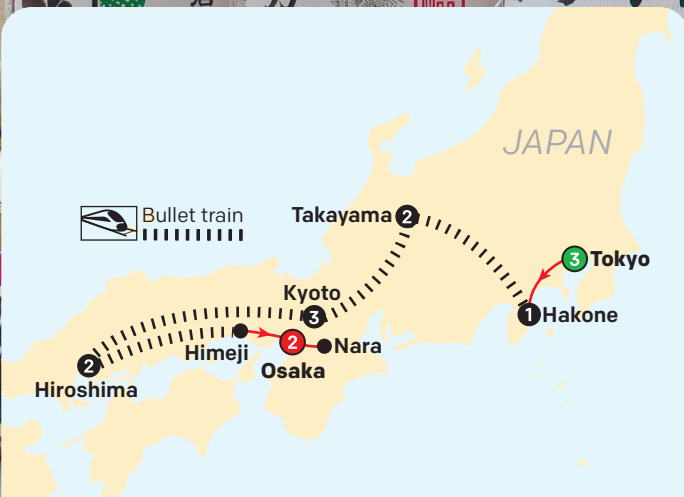 JAPAN
Bullet train
Takayama 2
3 Tokyo
Kyoto
3
1 Hakone
Himeji
2
Nara
Osaka
2
Hiroshima